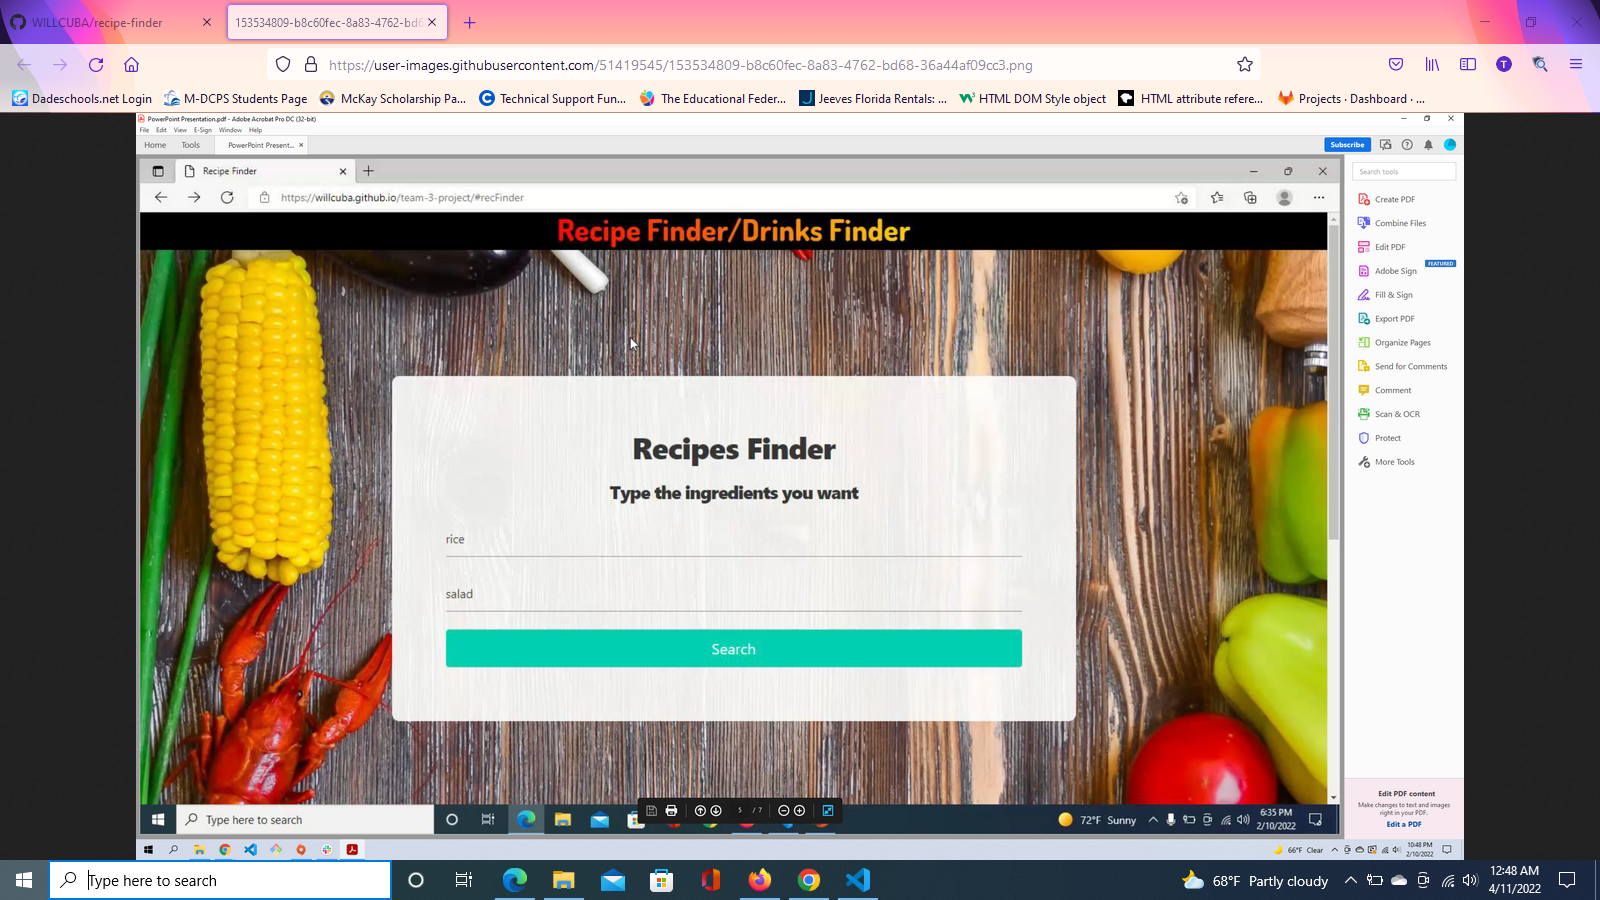 WILLCUBA/recipe-finder
153534809-b8c60fec-8a83-4762-bd6
https://user-images.githubusercontent.com/51419545/153534809-b8c60fec-8a83-4762-bd68-36a44af09cc3.png
Dadeschools.net Login
M-DCPS Students Page
McKay Scholarship Pa...
Technical Support Fun...
The Educational Feder...
Jeeves Florida Rentals: ...
HTML DOM Style object
HTML attribute refere...
Projects · Dashboard · ...
PowerPoint Presentation.pdf - Adobe Acrobat Pro DC (32-bit)
File Edit View E-Sign Window Help
Home Tools PowerPoint Present... Subscribe
Recipe Finder
https://willcuba.github.io/team-3-project/#recFinder
Recipe Finder/Drinks Finder
Recipes Finder
Type the ingredients you want
rice
salad
Search
Search tools
Create PDF
Combine Files
Edit PDF
Adobe Sign
FEATURED
Fill & Sign
Export PDF
Organize Pages
Send for Comments
Comment
Scan & OCR
Protect
More Tools
Edit PDF content
Make changes to text and images
right in your PDF.
Edit a PDF
5 / 7
Type here to search
72°F Sunny
6:35 PM
2/10/2022
66°F Clear
10:48 PM
2/10/2022
Type here to search
68°F Partly cloudy
12:48 AM
4/11/2022